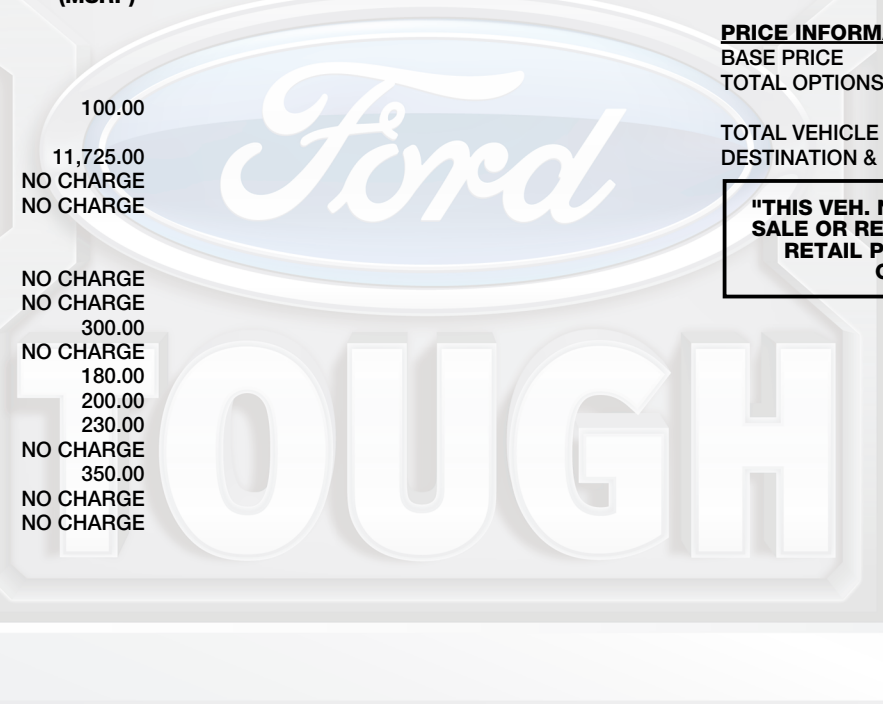 (MSRP)
100.00
11,725.00
NO CHARGE
NO CHARGE
NO CHARGE
NO CHARGE
300.00
NO CHARGE
180.00
200.00
230.00
NO CHARGE
350.00
NO CHARGE
NO CHARGE
Ford
TOUGH
PRICE INFORM
BASE PRICE
TOTAL OPTIONS
TOTAL VEHICLE
DESTINATION &
"THIS VEH.
SALE OR RE
RETAIL P